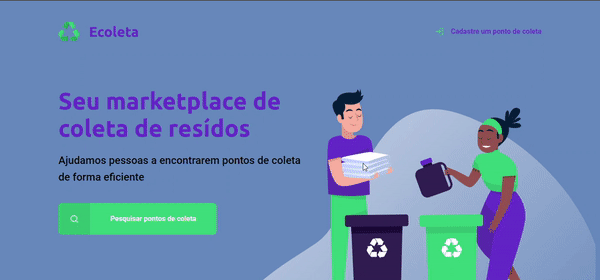 Ecoleta
Cadastre um ponto de coleta
Seu marketplace de
coleta de resídos
Ajudamos pessoas a encontrarem pontos de coleta
de forma eficiente
Pesquisar pontos de coleta